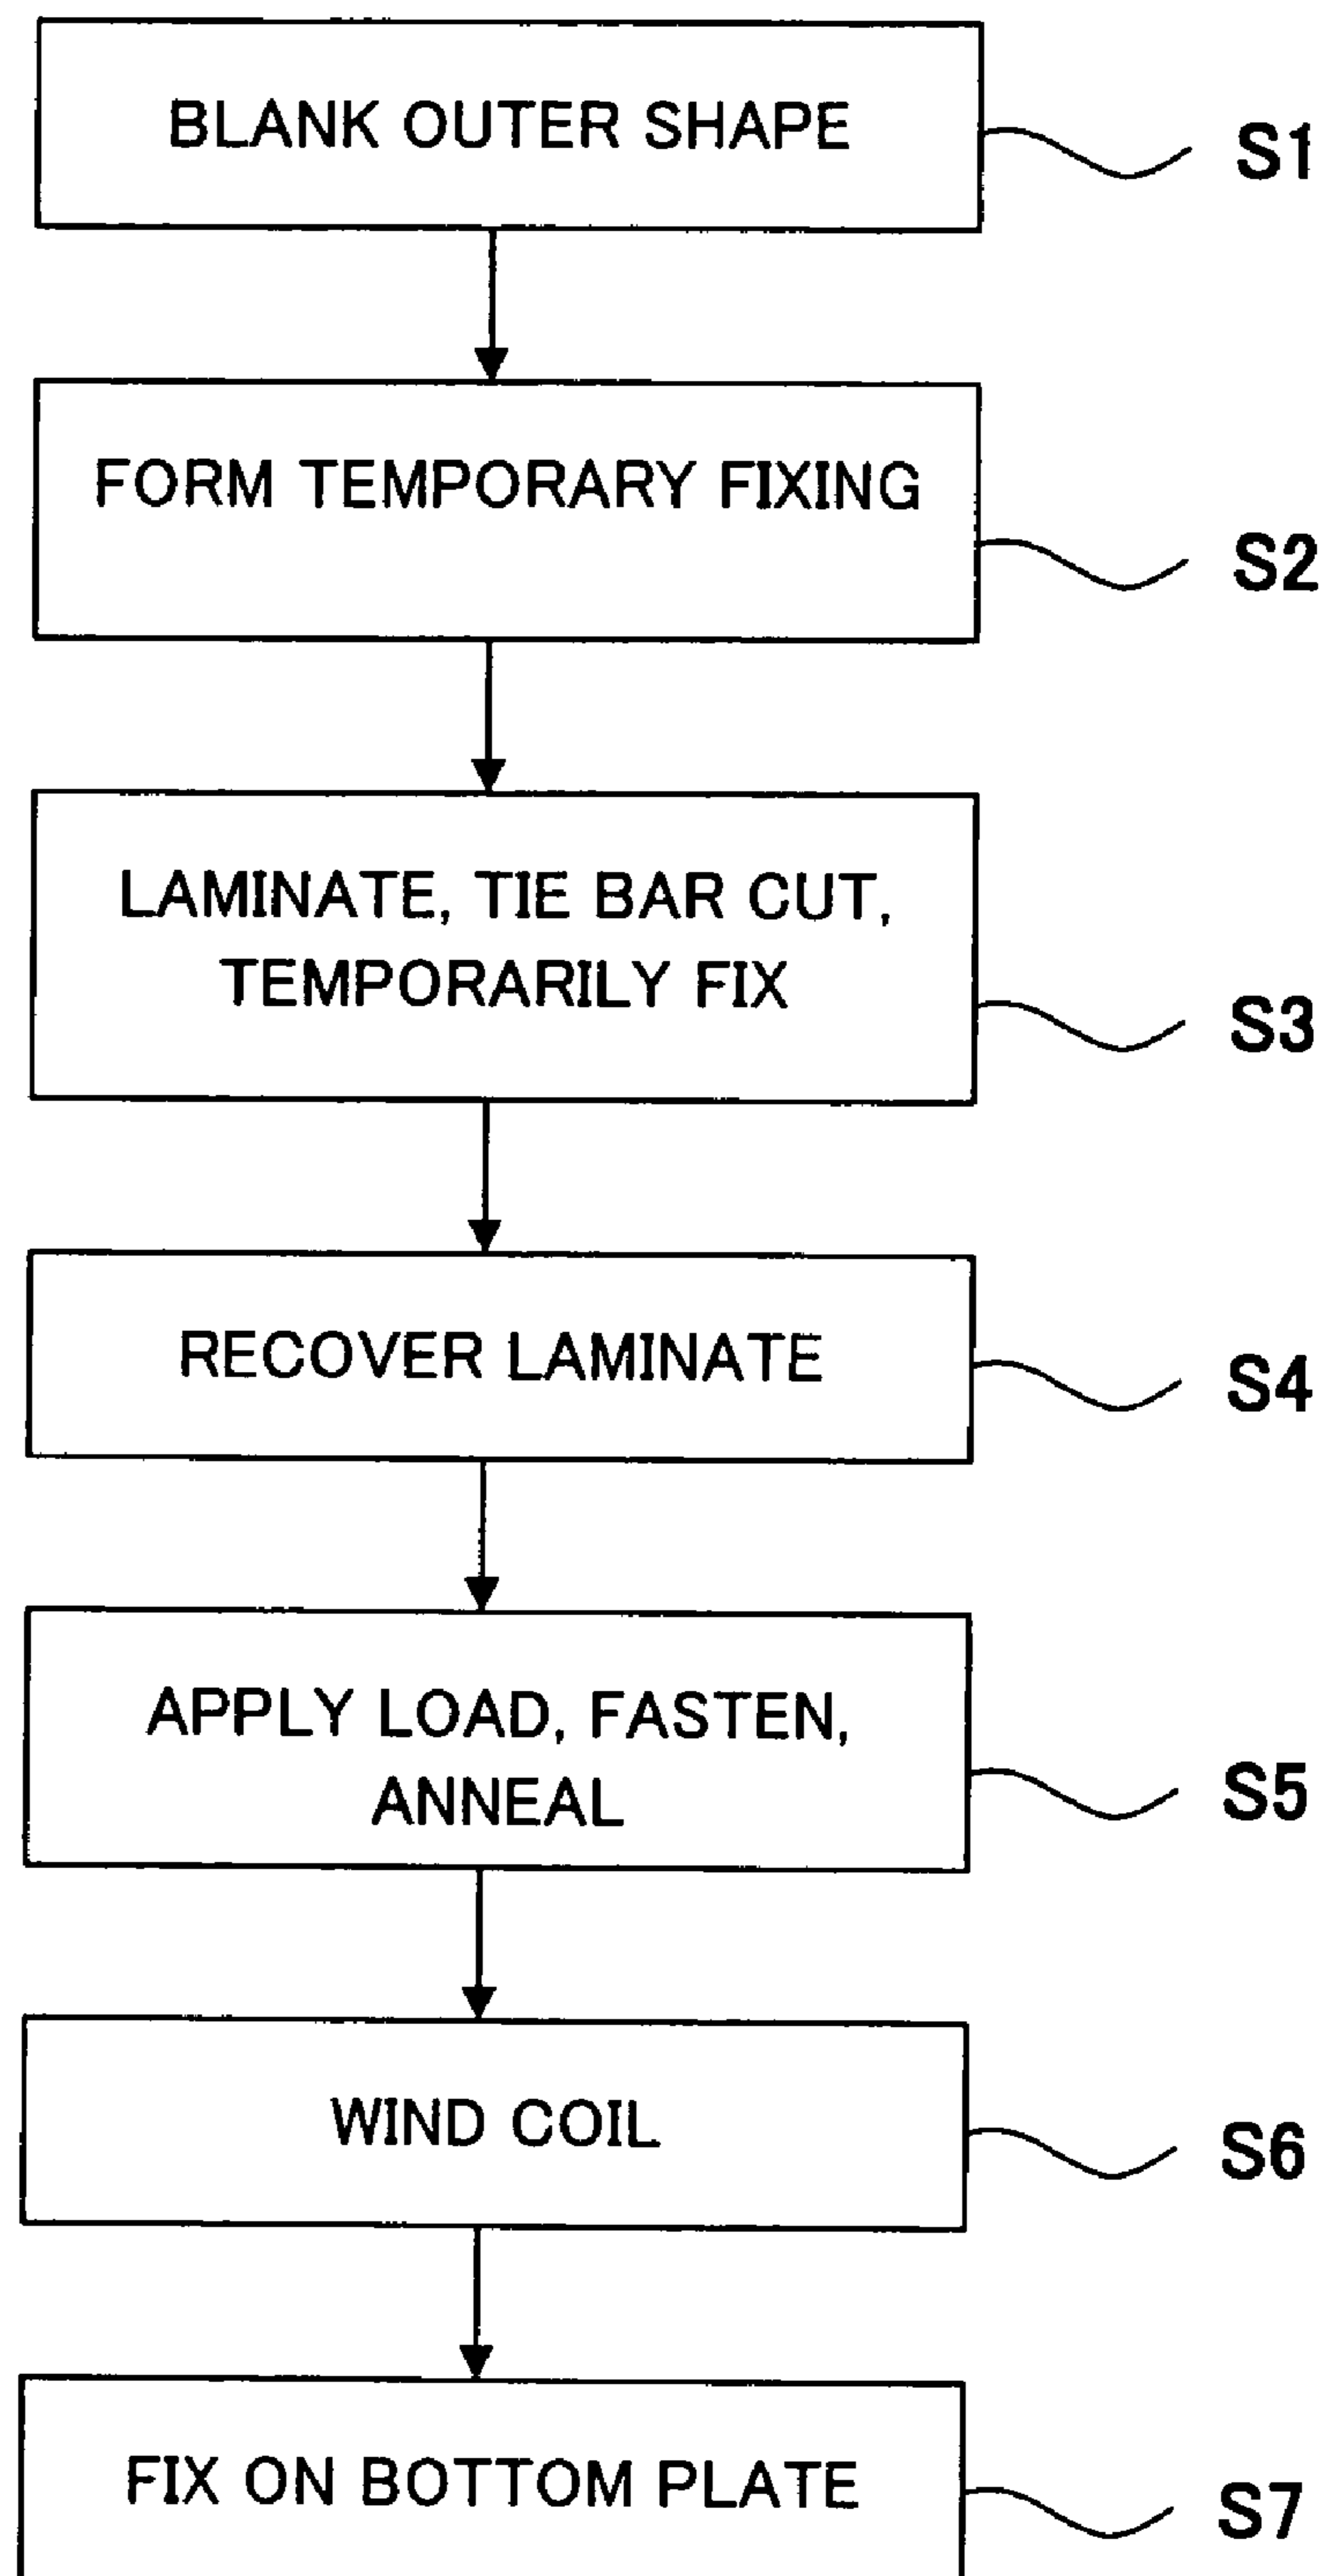 BLANK OUTER SHAPE
S1
FORM TEMPORARY FIXING
S2
LAMINATE, TIE BAR CUT,
TEMPORARILY FIX
S3
RECOVER LAMINATE
S4
APPLY LOAD, FASTEN,
ANNEAL
S5
WIND COIL
S6
FIX ON BOTTOM PLATE
S7